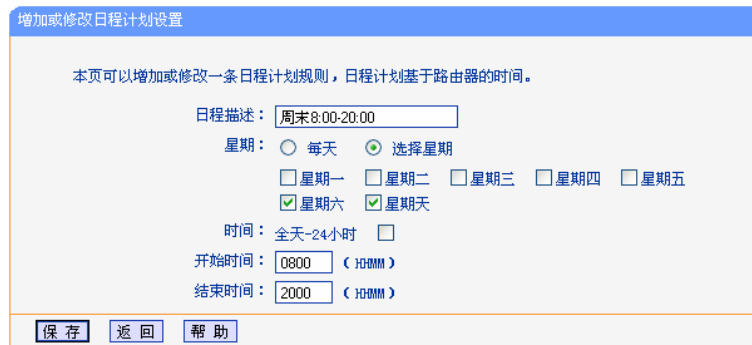 增加或修改日程计划设置
本页可以增加或修改一条日程计划规则，日程计划基于路由器的时间。
日程描述： 周末8:00-20:00
星期： 每天 选择星期
星期一 星期二 星期三 星期四 星期五
星期六 星期天
时间： 全天-24小时
开始时间： 0800 （HHMM）
结束时间： 2000 （HHMM）
保存 返回 帮助